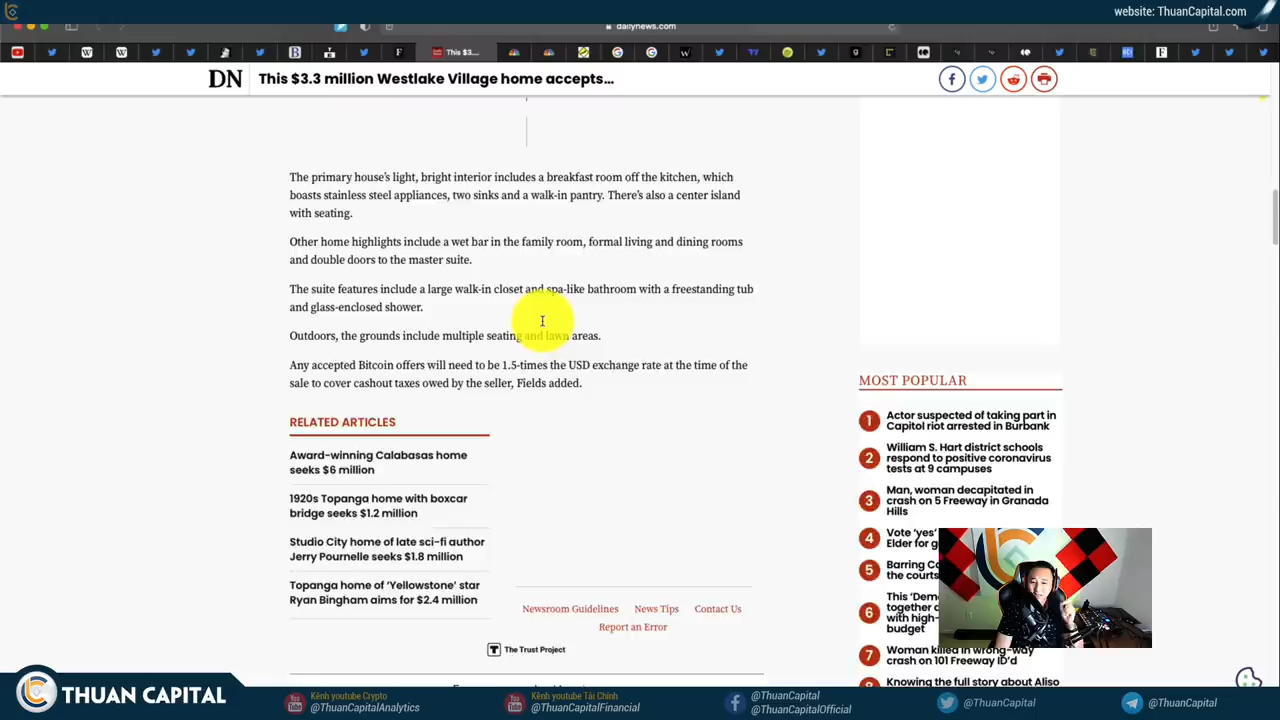 website: ThuanCapital.com
dailynews.com
This $3....
DN
This $3.3 million Westlake Village home accepts...
The primary house's light, bright interior includes a breakfast room off the kitchen, which
boasts stainless steel appliances, two sinks and a walk-in pantry. There's also a center island
with seating.
Other home highlights include a wet bar in the family room, formal living and dining rooms
and double doors to the master suite.
The suite features include a large walk-in closet and spa-like bathroom with a freestanding tub
and glass-enclosed shower.
Outdoors, the grounds include multiple seating and lawn areas.
Any accepted Bitcoin offers will need to be 1.5-times the USD exchange rate at the time of the
sale to cover cashout taxes owed by the seller, Fields added.
RELATED ARTICLES
Award-winning Calabasas home
seeks $6 million
1920s Topanga home with boxcar
bridge seeks $1.2 million
Studio City home of late sci-fi author
Jerry Pournelle seeks $1.8 million
Topanga home of 'Yellowstone' star
Ryan Bingham aims for $2.4 million
Newsroom Guidelines
News Tips
Contact Us
Report an Error
The Trust Project
MOST POPULAR
1 Actor suspected of taking part in
Capitol riot arrested in Burbank
2 William S. Hart district schools
respond to positive coronavirus
tests at 9 campuses
3 Man, woman decapitated in
crash on 5 Freeway in Granada
Hills
4 Vote 'yes'
Elder for g
5 Barring Co
the courts
6 This 'Dem
together
with high-
budget
7 Woman killed in wrong-way
crash on 101 Freeway ID'd
Knowing the full story about Aliso
THUAN CAPITAL
Kênh youtube Crypto
@ThuanCapitalAnalytics
Kênh youtube Tài Chính
@ThuanCapitalFinancial
@ThuanCapital
@ThuanCapitalOfficial
@ThuanCapital
@ThuanCapital